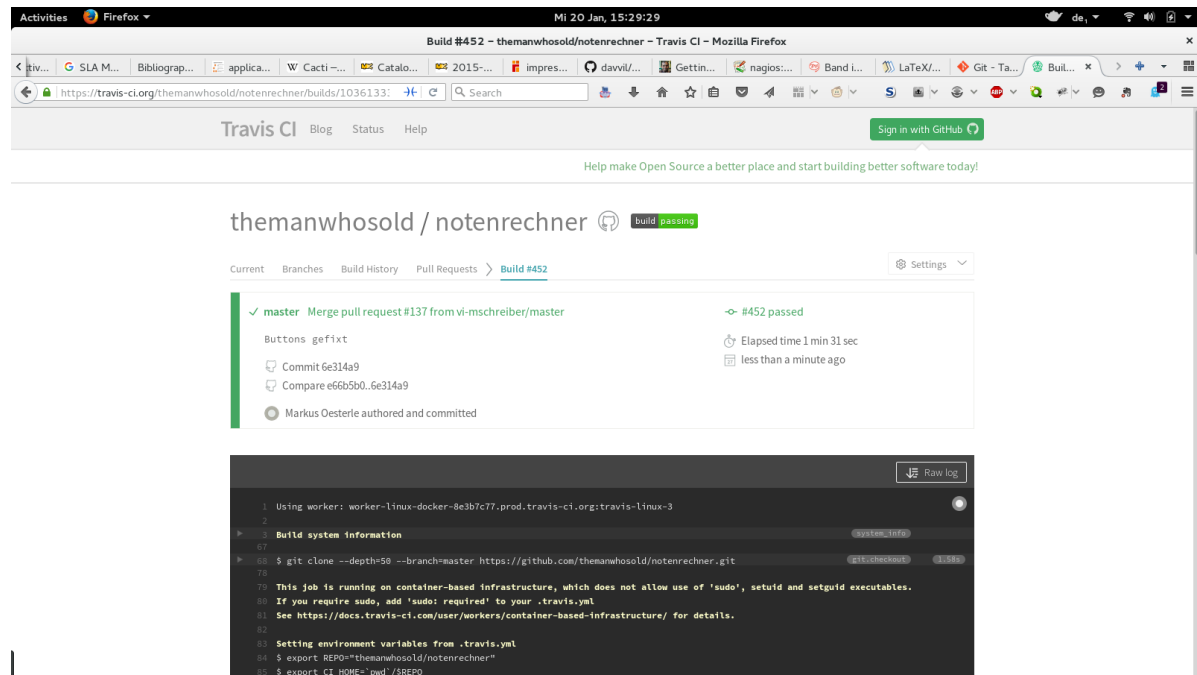 Activities Firefox Mi 20 Jan, 15:29:29 de,
Build #452 – themanwhosold/notenrechner – Travis CI – Mozilla Firefox
SLA M... Bibliograp... applica... Cacti –... Catalo... 2015-... impres... davvil/... Gettin... nagios:... Band i... LaTeX/... Git - Ta... Buil...
https://travis-ci.org/themanwhosold/notenrechner/builds/1036133 Search 2
Travis CI Blog Status Help Sign in with GitHub
Help make Open Source a better place and start building better software today!
themanwhosold / notenrechner build passing
Current Branches Build History Pull Requests Build #452 Settings
master Merge pull request #137 from vi-mschreiber/master #452 passed
Buttons gefixt Elapsed time 1 min 31 sec
less than a minute ago
Commit 6e314a9
Compare e66b5b0..6e314a9
Markus Oesterle authored and committed
Raw log
1 Using worker: worker-linux-docker-8e3b7c77.prod.travis-ci.org:travis-linux-3
2
3 Build system information system_info
67
68 $ git clone --depth=50 --branch=master https://github.com/themanwhosold/notenrechner.git git.checkout 1.58s
78
79 This job is running on container-based infrastructure, which does not allow use of 'sudo', setuid and setguid executables.
80 If you require sudo, add 'sudo: required' to your .travis.yml
81 See https://docs.travis-ci.com/user/workers/container-based-infrastructure/ for details.
82
83 Setting environment variables from .travis.yml
84 $ export REPO="themanwhosold/notenrechner"
85 $ export CI_HOME=`pwd`/$REPO